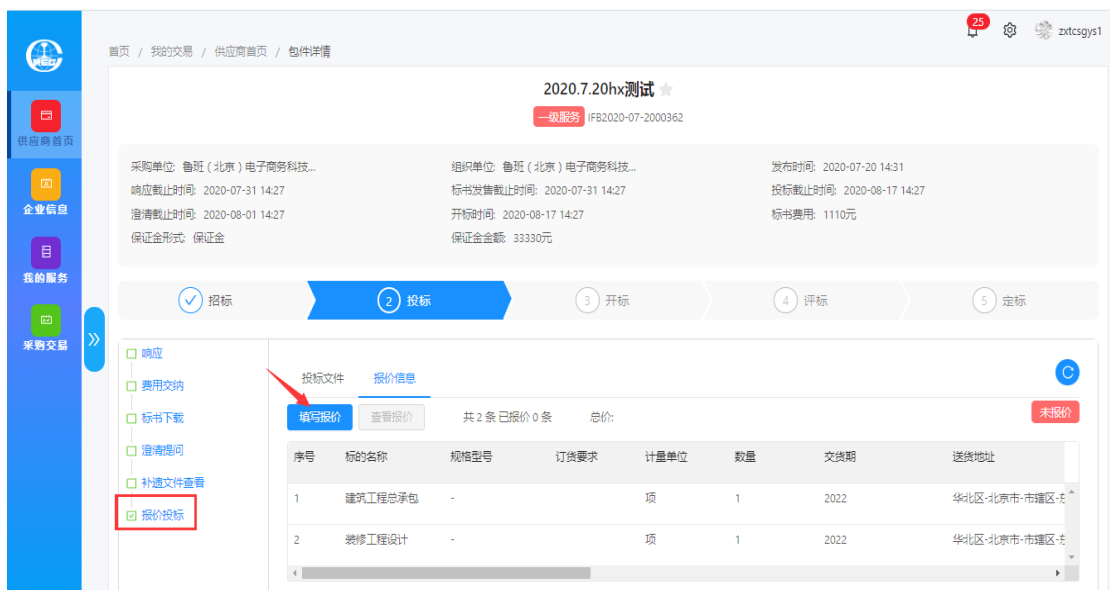 25
zxtcsgys1
首页 / 我的交易 / 供应商首页 / 包件详情
CREC
供应商首页
企业信息
我的服务
采购交易
2020.7.20hx测试
一级服务 IFB2020-07-2000362
采购单位: 鲁班（北京）电子商务科技... 组织单位: 鲁班（北京）电子商务科技... 发布时间: 2020-07-20 14:31
响应截止时间: 2020-07-31 14:27 标书发售截止时间: 2020-07-31 14:27 投标截止时间: 2020-08-17 14:27
澄清截止时间: 2020-08-01 14:27 开标时间: 2020-08-17 14:27 标书费用: 1110元
保证金形式: 保证金 保证金金额: 33330元
招标 2 投标 3 开标 4 评标 5 定标
响应
费用交纳
标书下载
澄清提问
补遗文件查看
报价投标
投标文件 报价信息
填写报价 查看报价 共 2 条 已报价 0 条 总价: 未报价
序号 标的名称 规格型号 订货要求 计量单位 数量 交货期 送货地址
1 建筑工程总承包 - 项 1 2022 华北区-北京市-市辖区-东
2 装修工程设计 - 项 1 2022 华北区-北京市-市辖区-东